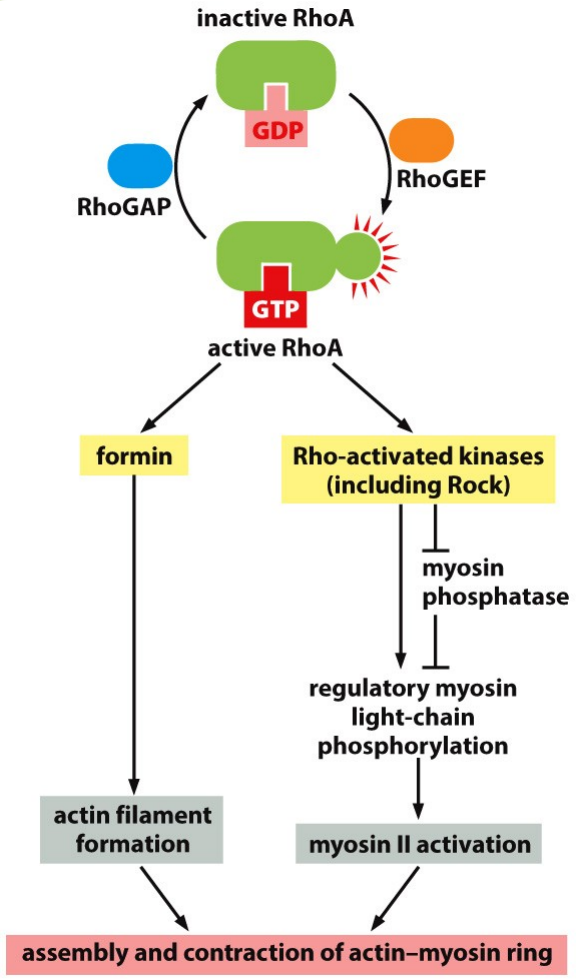 inactive RhoA
GDP
RhoGAP
RhoGEF
GTP
active RhoA
formin
Rho-activated kinases
(including Rock)
myosin
phosphatase
regulatory myosin
light-chain
phosphorylation
actin filament
formation
myosin II activation
assembly and contraction of actin–myosin ring